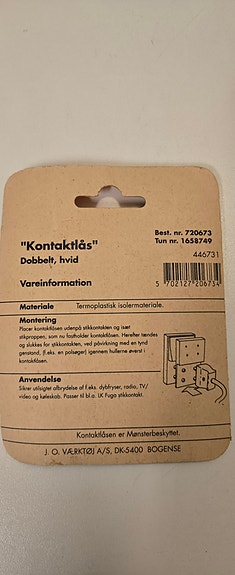 "Kontaktlås"
Dobbelt, hvid
Best. nr. 720673
Tun nr. 1658749
446731
5 702127 206734
Vareinformation
Materiale Termoplastisk isolermateriale.
Montering
Placer kontaktlåsen udenpå stikkontakten og isæt
stikproppen, som nu fastholder kontaktlåsen. Herefter tændes
og slukkes for stikkontakten, ved påvirkning med en tynd
genstand, (f.eks. en polsøger) igennem hullerne øverst i
kontaktlåsen.
Anvendelse
Sikrer utilsigtet afbrydelse af f.eks. dybfryser, radio, TV/
video og køleskab. Passer til bl.a. LK Fuga stikkontakt.
Kontaktlåsen er Mønsterbeskyttet.
J. O. VÆRKTØJ A/S, DK-5400 BOGENSE